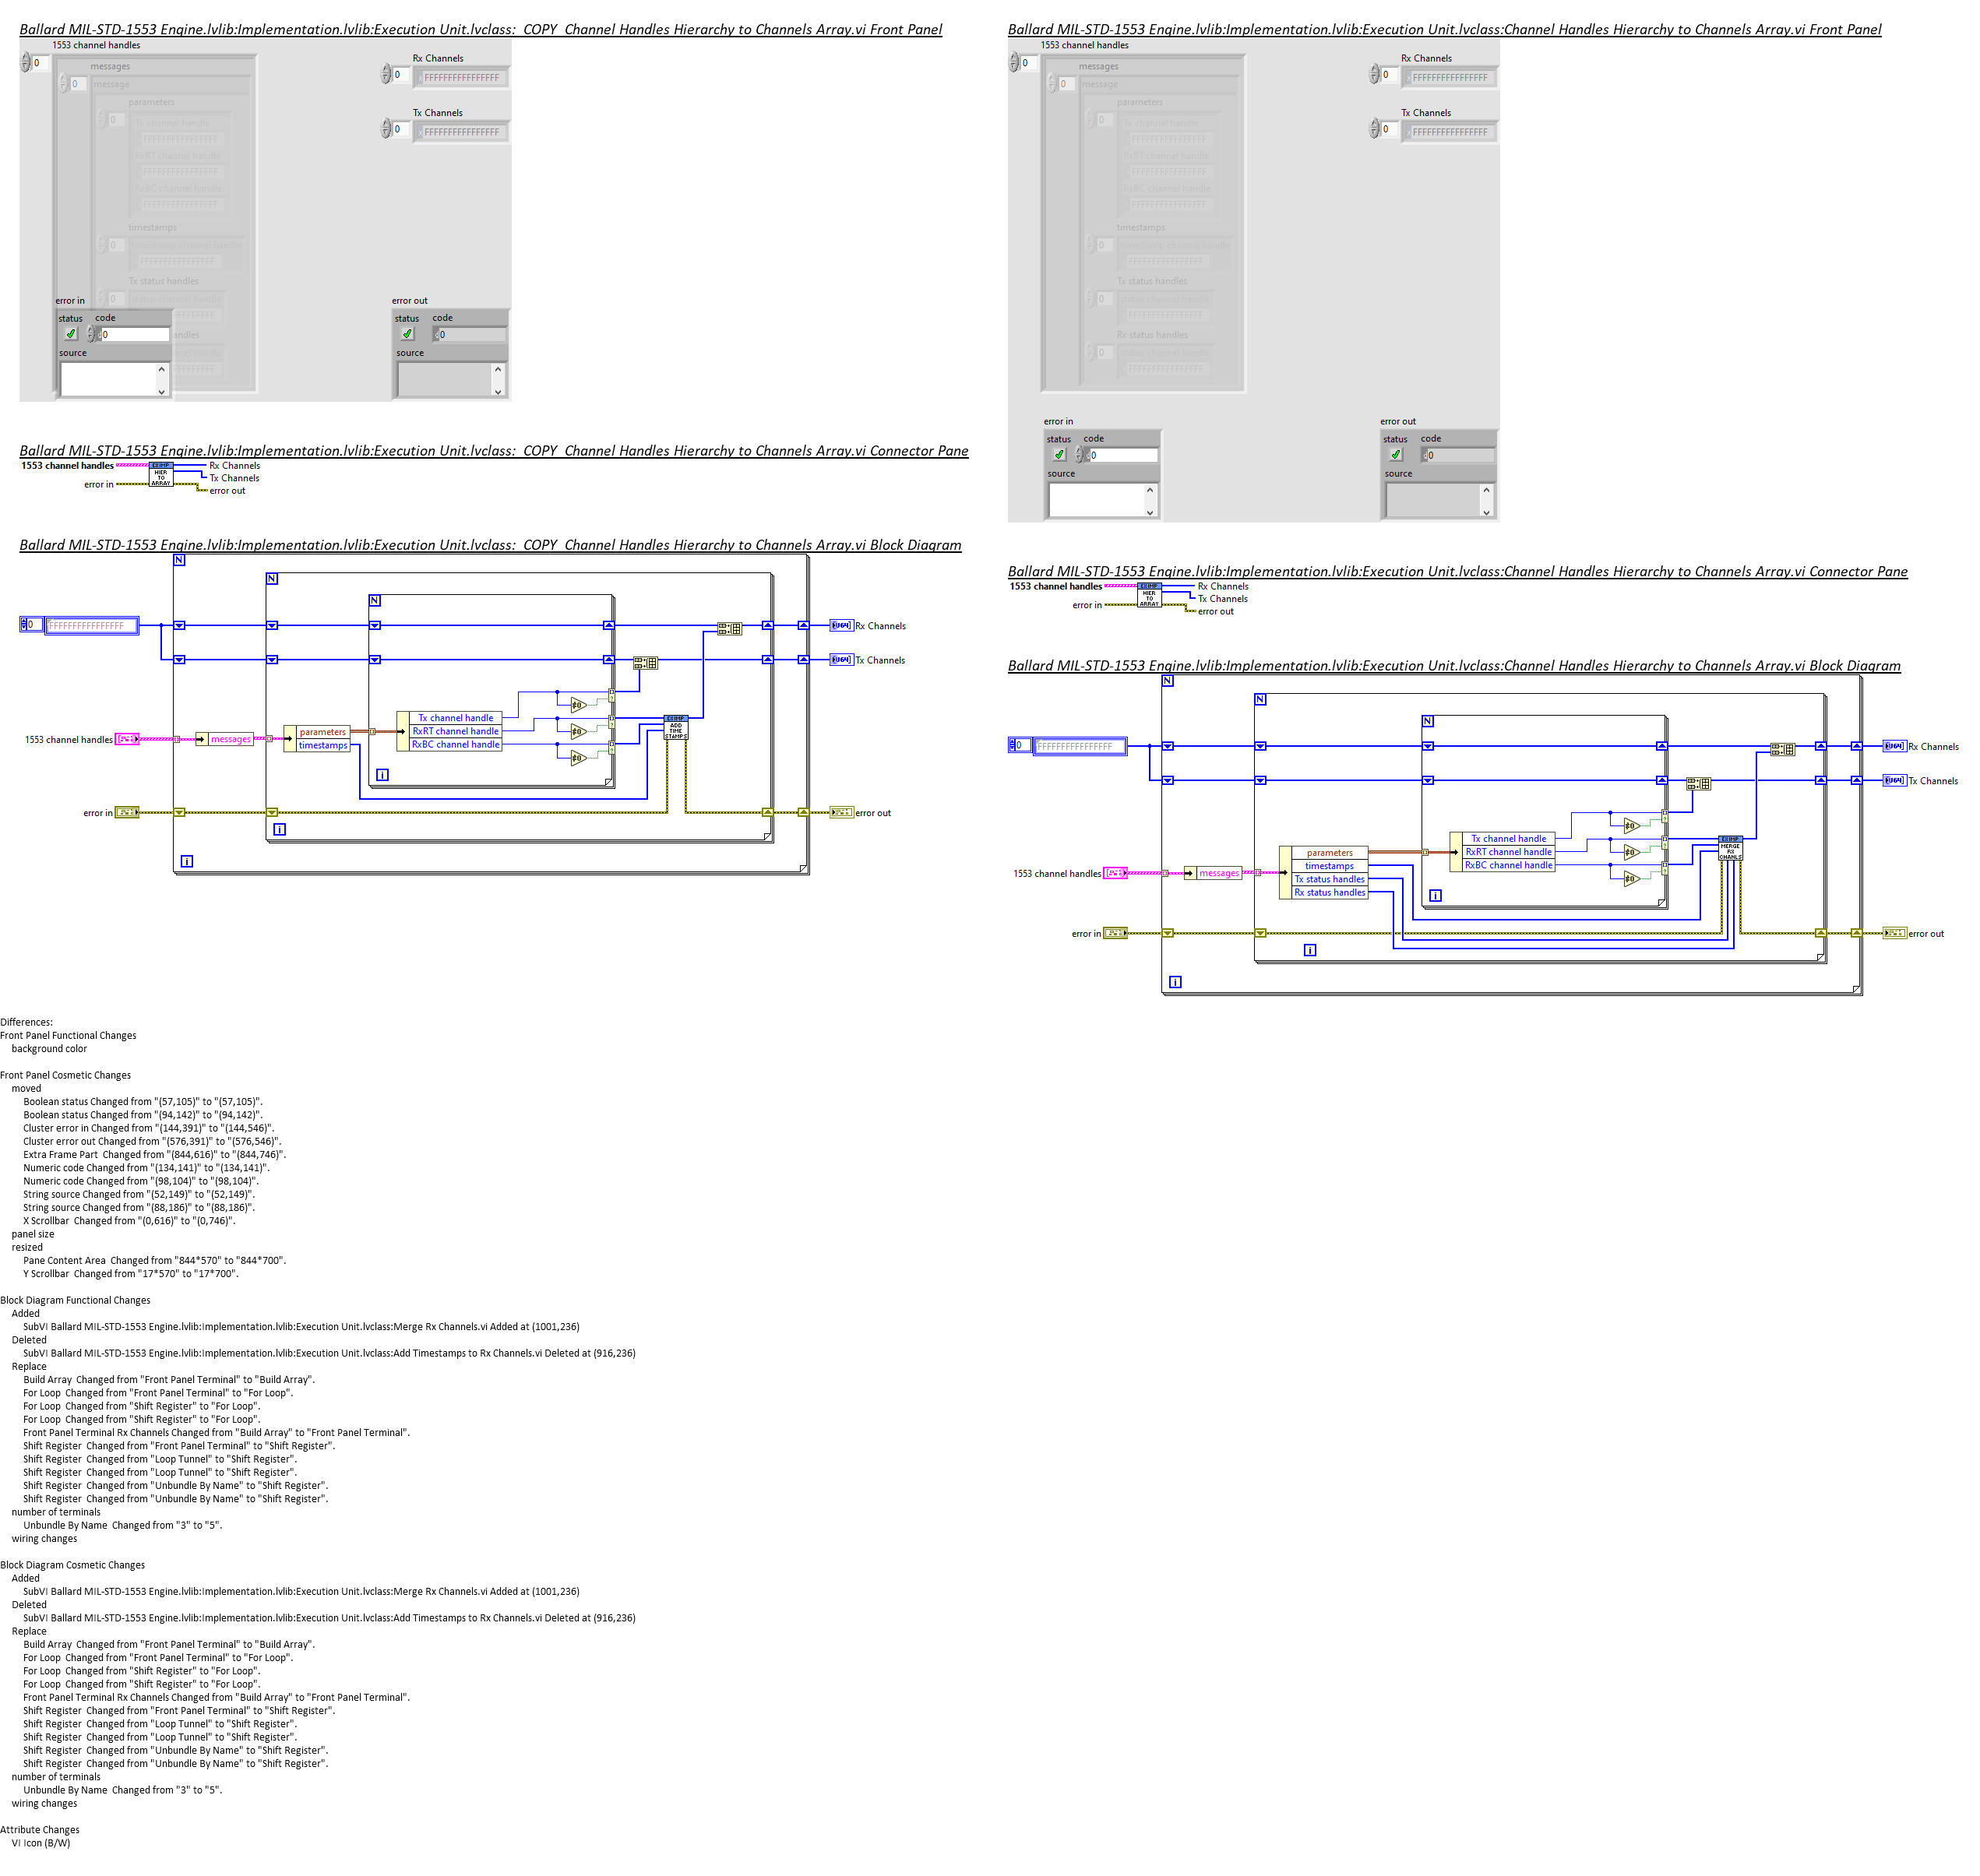 Ballard MIL-STD-1553 Engine.lvlib:Implementation.lvlib:Execution Unit.lvclass:_COPY_Channel Handles Hierarchy to Channels Array.vi Front Panel
1553 channel handles
0
messages
0
message
parameters
0
Tx channel handle
FFFFFFFFFFFFFFFF
RxRT channel handle
FFFFFFFFFFFFFFFF
RxBC channel handle
FFFFFFFFFFFFFFFF
timestamps
0
timestamp channel handle
FFFFFFFFFFFFFFFF
Tx status handles
0
status channel handle
Rx Channels
0
FFFFFFFFFFFFFFFF
Tx Channels
0
FFFFFFFFFFFFFFFF
error in
status code
0
source
error out
status code
0
source
Ballard MIL-STD-1553 Engine.lvlib:Implementation.lvlib:Execution Unit.lvclass:_COPY_Channel Handles Hierarchy to Channels Array.vi Connector Pane
1553 channel handles
error in
HIER
TO
ARRAY
Rx Channels
Tx Channels
error out
Ballard MIL-STD-1553 Engine.lvlib:Implementation.lvlib:Execution Unit.lvclass:_COPY_Channel Handles Hierarchy to Channels Array.vi Block Diagram
N
N
N
0
FFFFFFFFFFFFFFFF
U64
Rx Channels
U64
Tx Channels
1553 channel handles
messages
parameters
timestamps
Tx channel handle
RxRT channel handle
RxBC channel handle
ADD
TIME
STAMPS
error in
error out
i
i
i
Ballard MIL-STD-1553 Engine.lvlib:Implementation.lvlib:Execution Unit.lvclass:Channel Handles Hierarchy to Channels Array.vi Front Panel
1553 channel handles
0
messages
0
message
parameters
0
Tx channel handle
FFFFFFFFFFFFFFFF
RxRT channel handle
FFFFFFFFFFFFFFFF
RxBC channel handle
FFFFFFFFFFFFFFFF
timestamps
0
timestamp channel handle
FFFFFFFFFFFFFFFF
Tx status handles
0
status channel handle
FFFFFFFFFFFFFFFF
Rx status handles
0
status channel handle
FFFFFFFFFFFFFFFF
Rx Channels
0
FFFFFFFFFFFFFFFF
Tx Channels
0
FFFFFFFFFFFFFFFF
error in
status code
0
source
error out
status code
0
source
Ballard MIL-STD-1553 Engine.lvlib:Implementation.lvlib:Execution Unit.lvclass:Channel Handles Hierarchy to Channels Array.vi Connector Pane
1553 channel handles
error in
HIER
TO
ARRAY
Rx Channels
Tx Channels
error out
Ballard MIL-STD-1553 Engine.lvlib:Implementation.lvlib:Execution Unit.lvclass:Channel Handles Hierarchy to Channels Array.vi Block Diagram
N
N
N
0
FFFFFFFFFFFFFFFF
U64
Rx Channels
U64
Tx Channels
1553 channel handles
messages
parameters
timestamps
Tx status handles
Rx status handles
Tx channel handle
RxRT channel handle
RxBC channel handle
MERGE
RX
CHANLS
error in
error out
i
i
i
Differences:
Front Panel Functional Changes
background color
Front Panel Cosmetic Changes
moved
Boolean status Changed from "(57,105)" to "(57,105)".
Boolean status Changed from "(94,142)" to "(94,142)".
Cluster error in Changed from "(144,391)" to "(144,546)".
Cluster error out Changed from "(576,391)" to "(576,546)".
Extra Frame Part  Changed from "(844,616)" to "(844,746)".
Numeric code Changed from "(134,141)" to "(134,141)".
Numeric code Changed from "(98,104)" to "(98,104)".
String source Changed from "(52,149)" to "(52,149)".
String source Changed from "(88,186)" to "(88,186)".
X Scrollbar  Changed from "(0,616)" to "(0,746)".
panel size
resized
Pane Content Area  Changed from "844*570" to "844*700".
Y Scrollbar  Changed from "17*570" to "17*700".
Block Diagram Functional Changes
Added
SubVI Ballard MIL-STD-1553 Engine.lvlib:Implementation.lvlib:Execution Unit.lvclass:Merge Rx Channels.vi Added at (1001,236)
Deleted
SubVI Ballard MIL-STD-1553 Engine.lvlib:Implementation.lvlib:Execution Unit.lvclass:Add Timestamps to Rx Channels.vi Deleted at (916,236)
Replace
Build Array  Changed from "Front Panel Terminal" to "Build Array".
For Loop  Changed from "Front Panel Terminal" to "For Loop".
For Loop  Changed from "Shift Register" to "For Loop".
For Loop  Changed from "Shift Register" to "For Loop".
Front Panel Terminal Rx Channels Changed from "Build Array" to "Front Panel Terminal".
Shift Register  Changed from "Front Panel Terminal" to "Shift Register".
Shift Register  Changed from "Loop Tunnel" to "Shift Register".
Shift Register  Changed from "Loop Tunnel" to "Shift Register".
Shift Register  Changed from "Unbundle By Name" to "Shift Register".
Shift Register  Changed from "Unbundle By Name" to "Shift Register".
number of terminals
Unbundle By Name  Changed from "3" to "5".
wiring changes
Block Diagram Cosmetic Changes
Added
SubVI Ballard MIL-STD-1553 Engine.lvlib:Implementation.lvlib:Execution Unit.lvclass:Merge Rx Channels.vi Added at (1001,236)
Deleted
SubVI Ballard MIL-STD-1553 Engine.lvlib:Implementation.lvlib:Execution Unit.lvclass:Add Timestamps to Rx Channels.vi Deleted at (916,236)
Replace
Build Array  Changed from "Front Panel Terminal" to "Build Array".
For Loop  Changed from "Front Panel Terminal" to "For Loop".
For Loop  Changed from "Shift Register" to "For Loop".
For Loop  Changed from "Shift Register" to "For Loop".
Front Panel Terminal Rx Channels Changed from "Build Array" to "Front Panel Terminal".
Shift Register  Changed from "Front Panel Terminal" to "Shift Register".
Shift Register  Changed from "Loop Tunnel" to "Shift Register".
Shift Register  Changed from "Loop Tunnel" to "Shift Register".
Shift Register  Changed from "Unbundle By Name" to "Shift Register".
Shift Register  Changed from "Unbundle By Name" to "Shift Register".
number of terminals
Unbundle By Name  Changed from "3" to "5".
wiring changes
Attribute Changes
VI Icon (B/W)